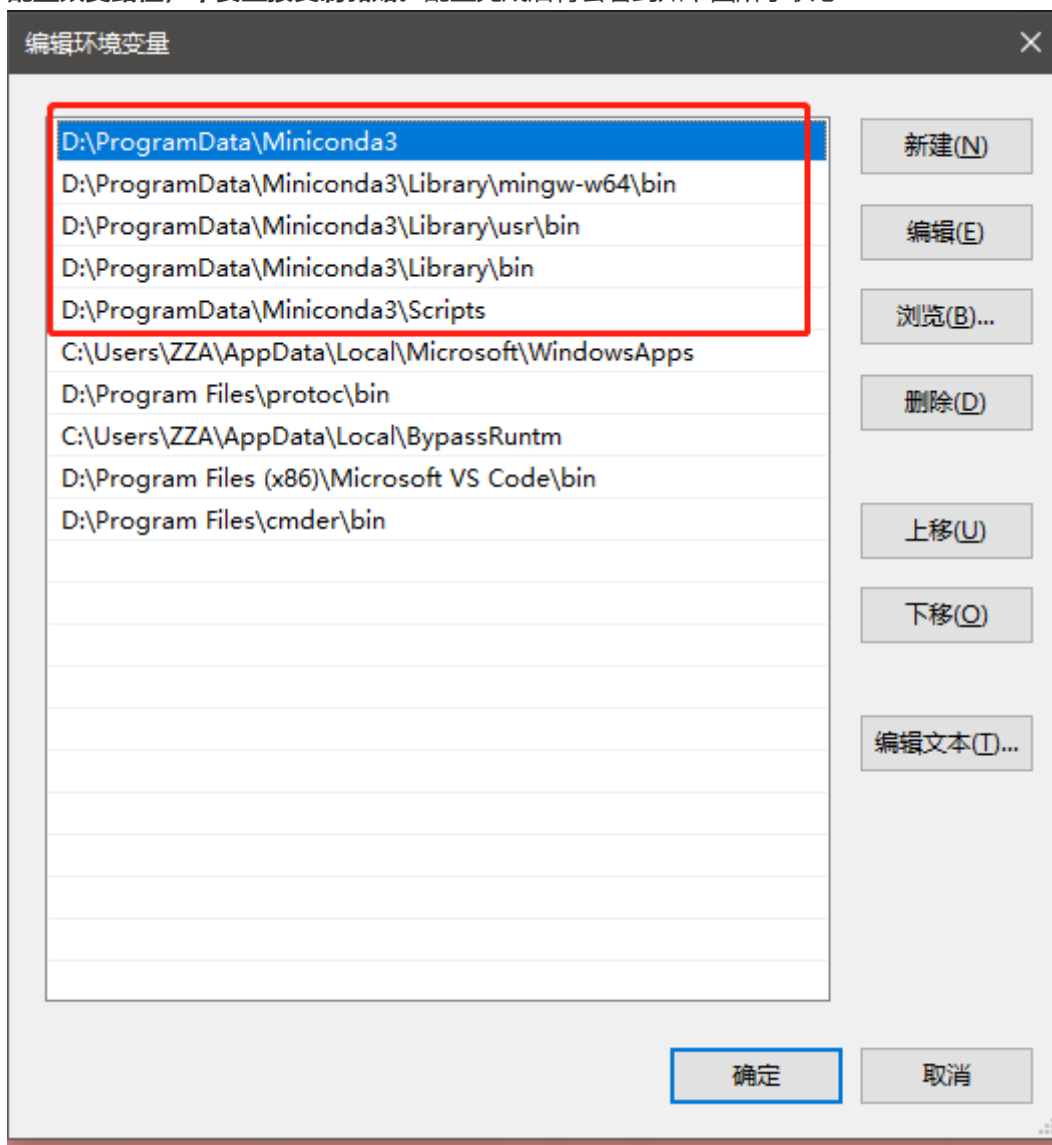 编辑环境变量
D:\ProgramData\Miniconda3
新建(N)
D:\ProgramData\Miniconda3\Library\mingw-w64\bin
D:\ProgramData\Miniconda3\Library\usr\bin
编辑(E)
D:\ProgramData\Miniconda3\Library\bin
D:\ProgramData\Miniconda3\Scripts
浏览(B)...
C:\Users\ZZA\AppData\Local\Microsoft\WindowsApps
D:\Program Files\protoc\bin
删除(D)
C:\Users\ZZA\AppData\Local\BypassRuntm
D:\Program Files (x86)\Microsoft VS Code\bin
D:\Program Files\cmder\bin
上移(U)
下移(O)
编辑文本(T)...
确定
取消